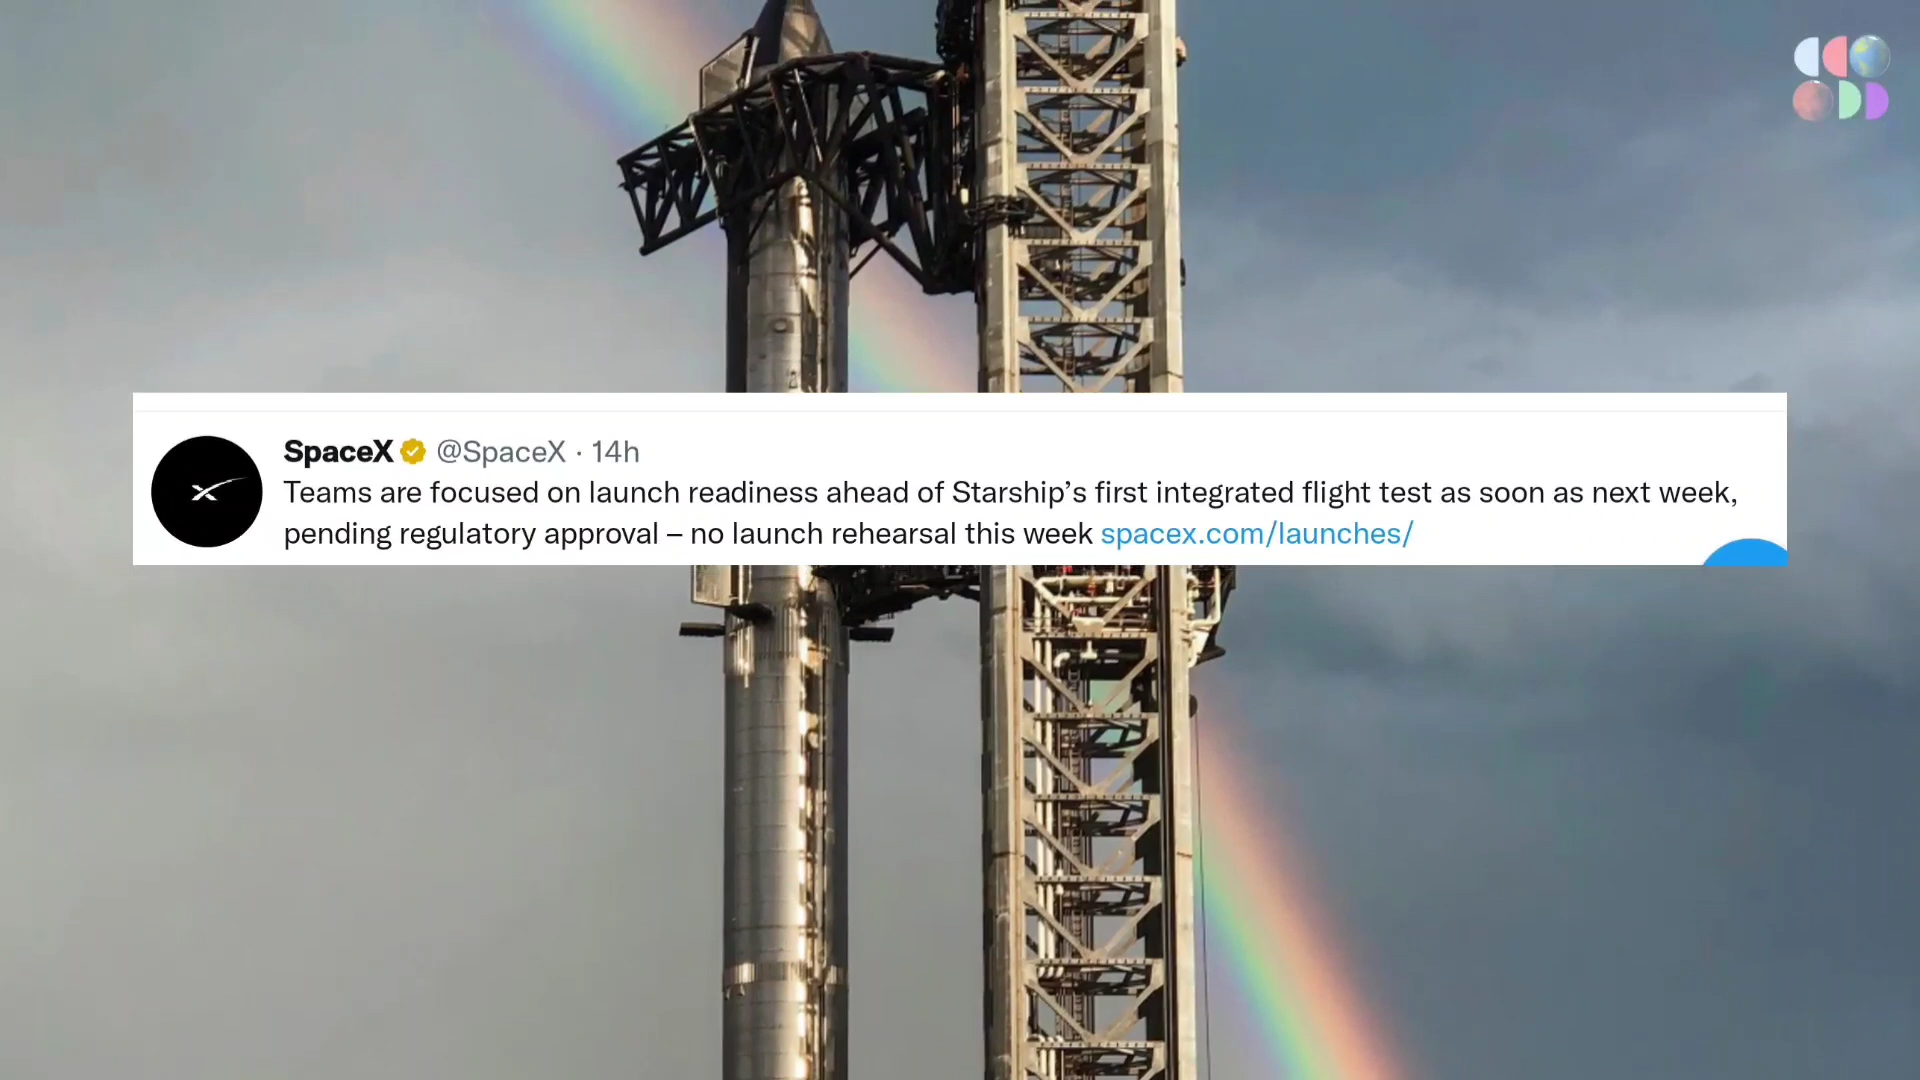 SpaceX @SpaceX · 14h
Teams are focused on launch readiness ahead of Starship’s first integrated flight test as soon as next week,
pending regulatory approval – no launch rehearsal this week spacex.com/launches/